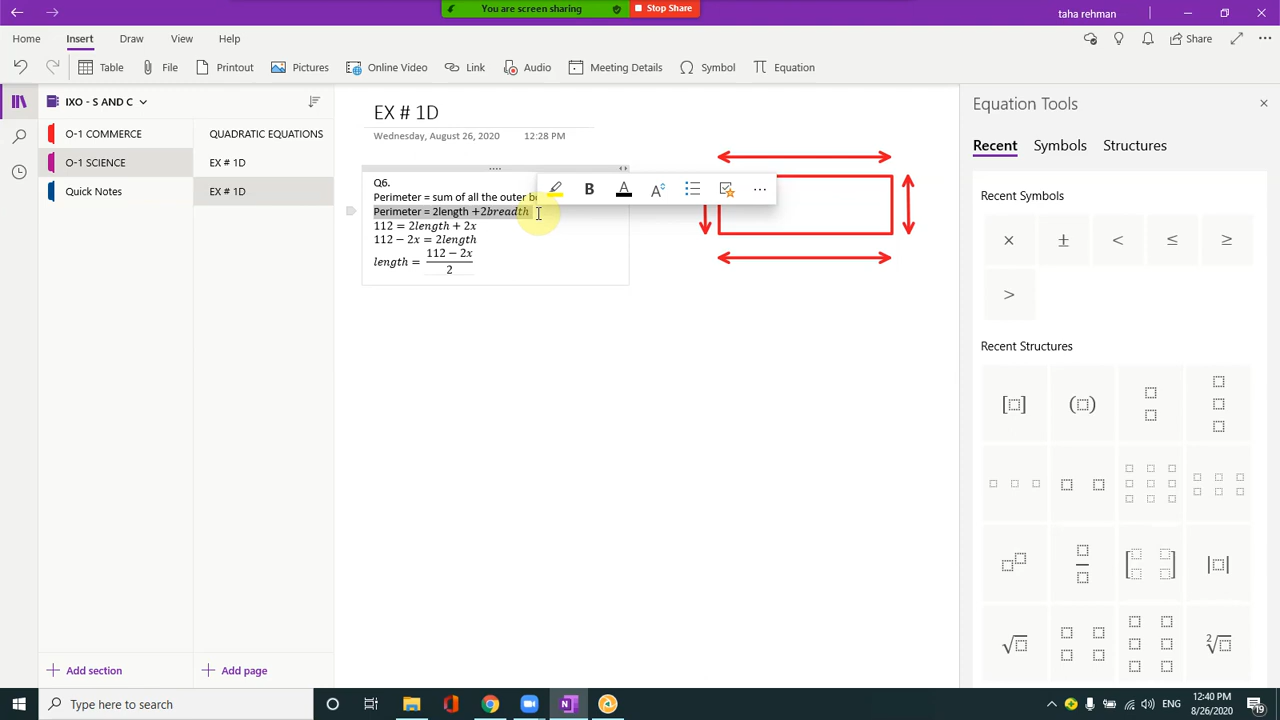 You are screen sharing
Stop Share
taha rehman
Home
Insert
Draw
View
Help
Share
Table
File
Printout
Pictures
Online Video
Link
Audio
Meeting Details
Symbol
Equation
IXO - S AND C
O-1 COMMERCE
O-1 SCIENCE
Quick Notes
QUADRATIC EQUATIONS
EX # 1D
EX # 1D
EX # 1D
Wednesday, August 26, 2020 12:28 PM
Q6.
Perimeter = sum of all the outer
Perimeter = 2length +2breadth
112 = 2length + 2x
112 − 2x = 2length
length = \frac{112 − 2x}{2}
B
A
A
Equation Tools
Recent
Symbols
Structures
Recent Symbols
× ± < ≤ ≥
>
Recent Structures
Add section
Add page
Type here to search
ENG
12:40 PM
8/26/2020
19